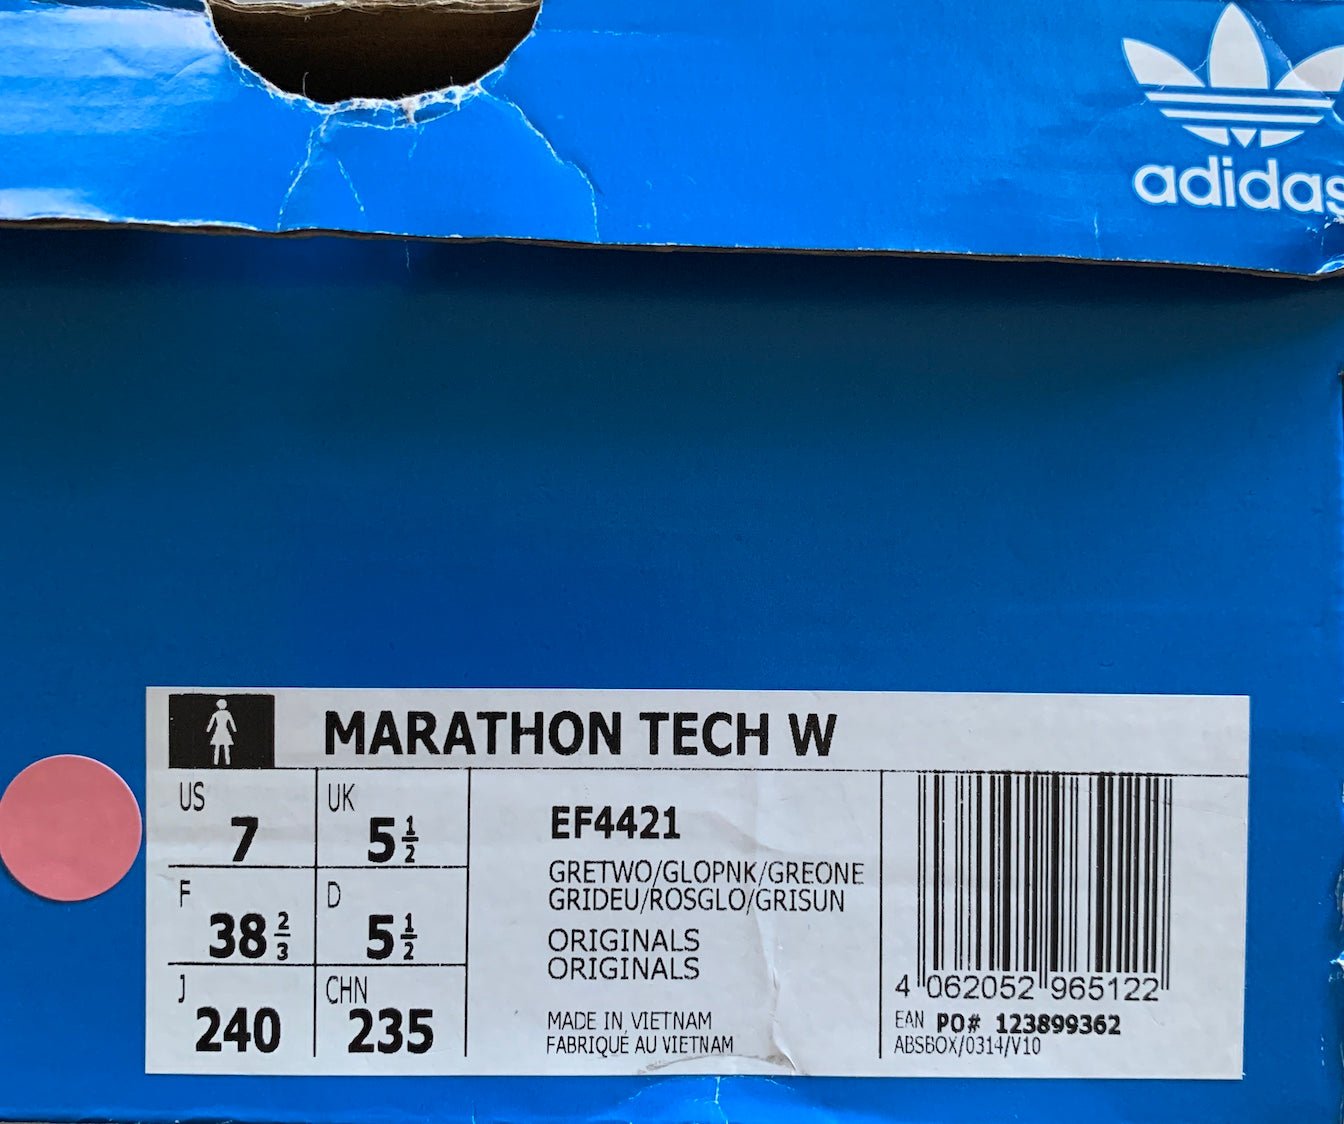 adidas
MARATHON TECH W
US
7
UK
5 1/2
F
38 2/3
D
5 1/2
J
240
CHN
235
EF4421
GRETWO/GLOPNK/GREONE
GRIDEU/ROSGLO/GRISUN
ORIGINALS
ORIGINALS
MADE IN VIETNAM
FABRIQUÉ AU VIETNAM
4 062052 965122
EAN PO# 123899362
ABSBOX/0314/V10